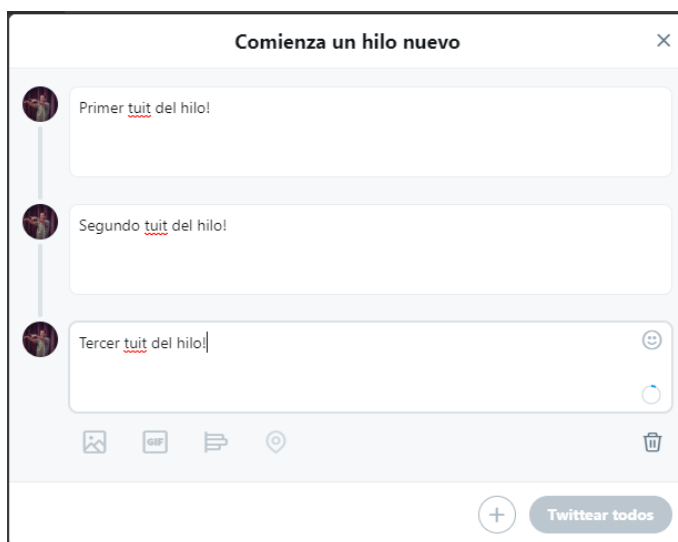 Comienza un hilo nuevo
Primer tuit del hilo!
Segundo tuit del hilo!
Tercer tuit del hilo!
GIF
Twittear todos